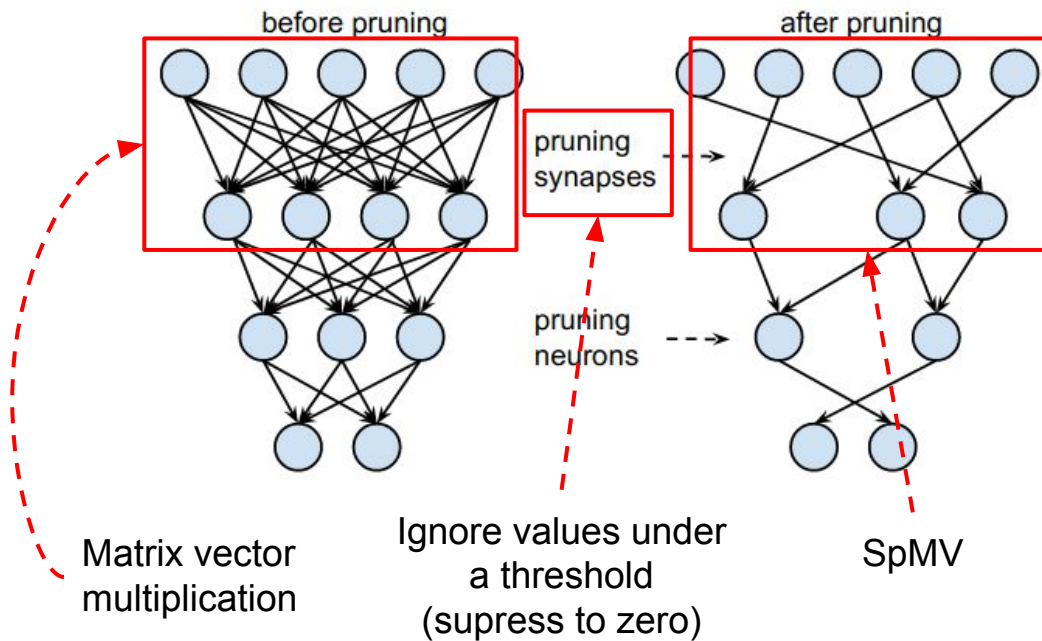 before pruning
after pruning
pruning
synapses
pruning
neurons
Matrix vector
multiplication
Ignore values under
a threshold
(supress to zero)
SpMV